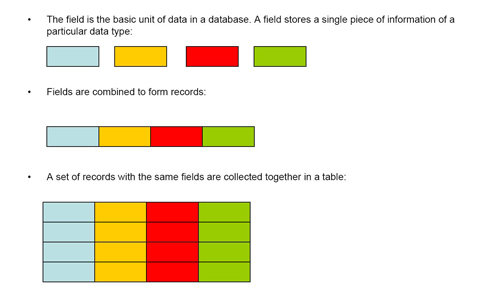 • The field is the basic unit of data in a database. A field stores a single piece of information of a
particular data type:
• Fields are combined to form records:
• A set of records with the same fields are collected together in a table: